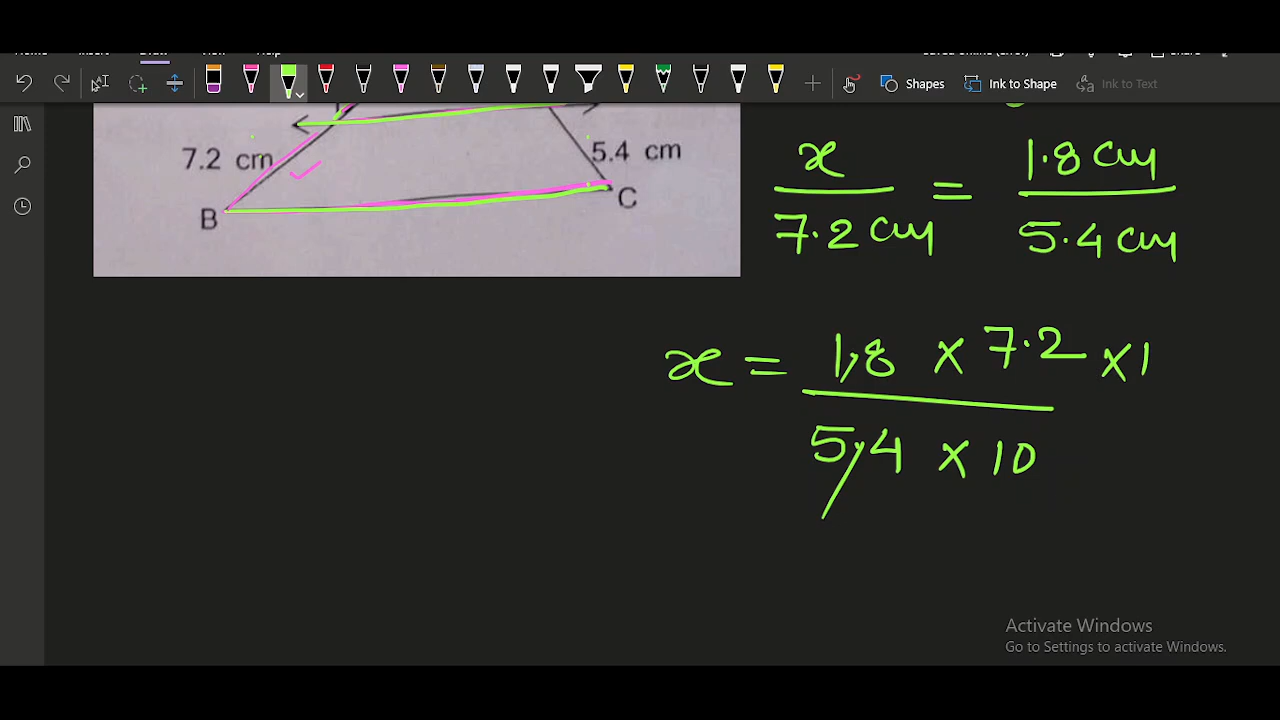 Shapes Ink to Shape Ink to Text
7.2 cm
5.4 cm
B
C
x / 7.2 cm = 1.8 cm / 5.4 cm
x = 1.8 × 7.2 × 1
5.4 × 10
Activate Windows
Go to Settings to activate Windows.